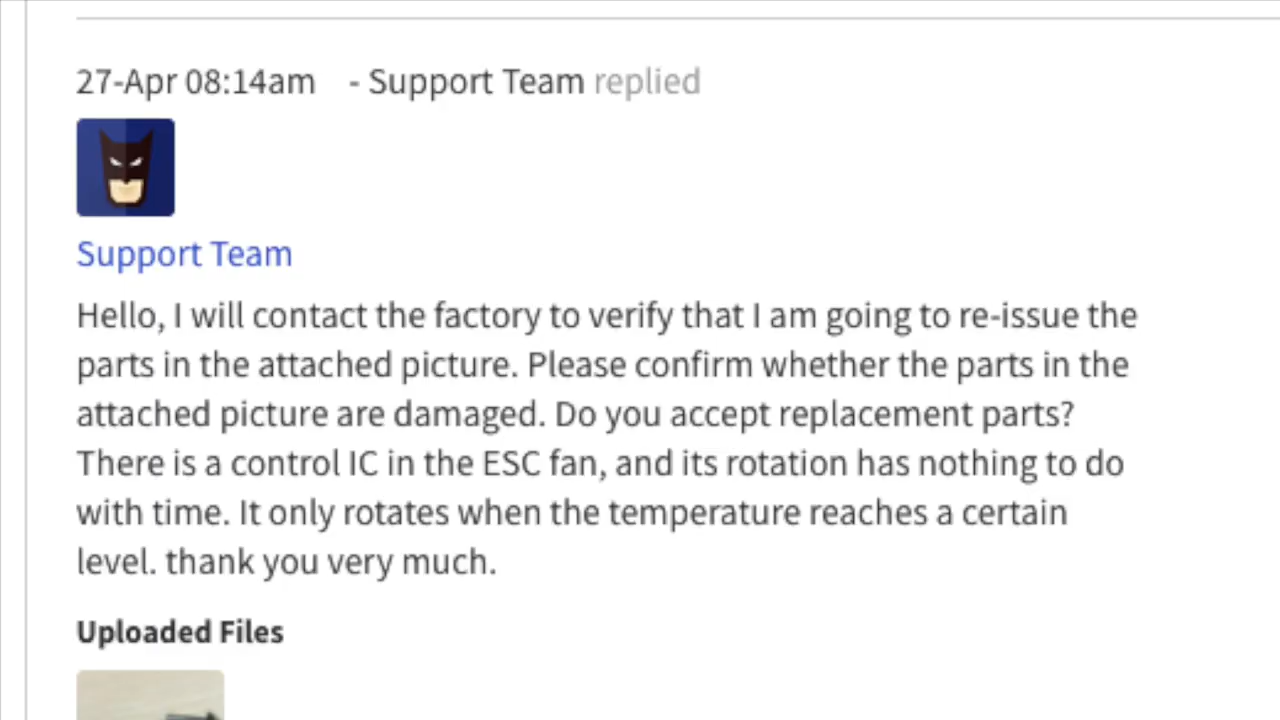 27-Apr 08:14am - Support Team replied
Support Team
Hello, I will contact the factory to verify that I am going to re-issue the
parts in the attached picture. Please confirm whether the parts in the
attached picture are damaged. Do you accept replacement parts?
There is a control IC in the ESC fan, and its rotation has nothing to do
with time. It only rotates when the temperature reaches a certain
level. thank you very much.
Uploaded Files